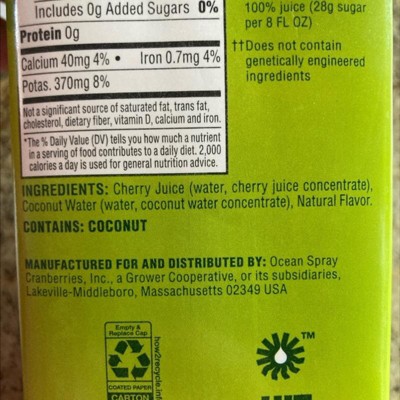 Includes 0g Added Sugars 0%
Protein 0g
Calcium 40mg 4% • Iron 0.7mg 4%
Potas. 370mg 8%
Not a significant source of saturated fat, trans fat,
cholesterol, dietary fiber, vitamin D, calcium and iron.
*The % Daily Value (DV) tells you how much a nutrient
in a serving of food contributes to a daily diet. 2,000
calories a day is used for general nutrition advice.
100% juice (28g sugar
per 8 FL OZ)
††Does not contain
genetically engineered
ingredients
INGREDIENTS: Cherry Juice (water, cherry juice concentrate),
Coconut Water (water, coconut water concentrate), Natural Flavor.
CONTAINS: COCONUT
MANUFACTURED FOR AND DISTRIBUTED BY: Ocean Spray
Cranberries, Inc., a Grower Cooperative, or its subsidiaries,
Lakeville-Middleboro, Massachusetts 02349 USA
Empty &
Replace Cap
COATED PAPER
CARTON
how2recycle.info
TM